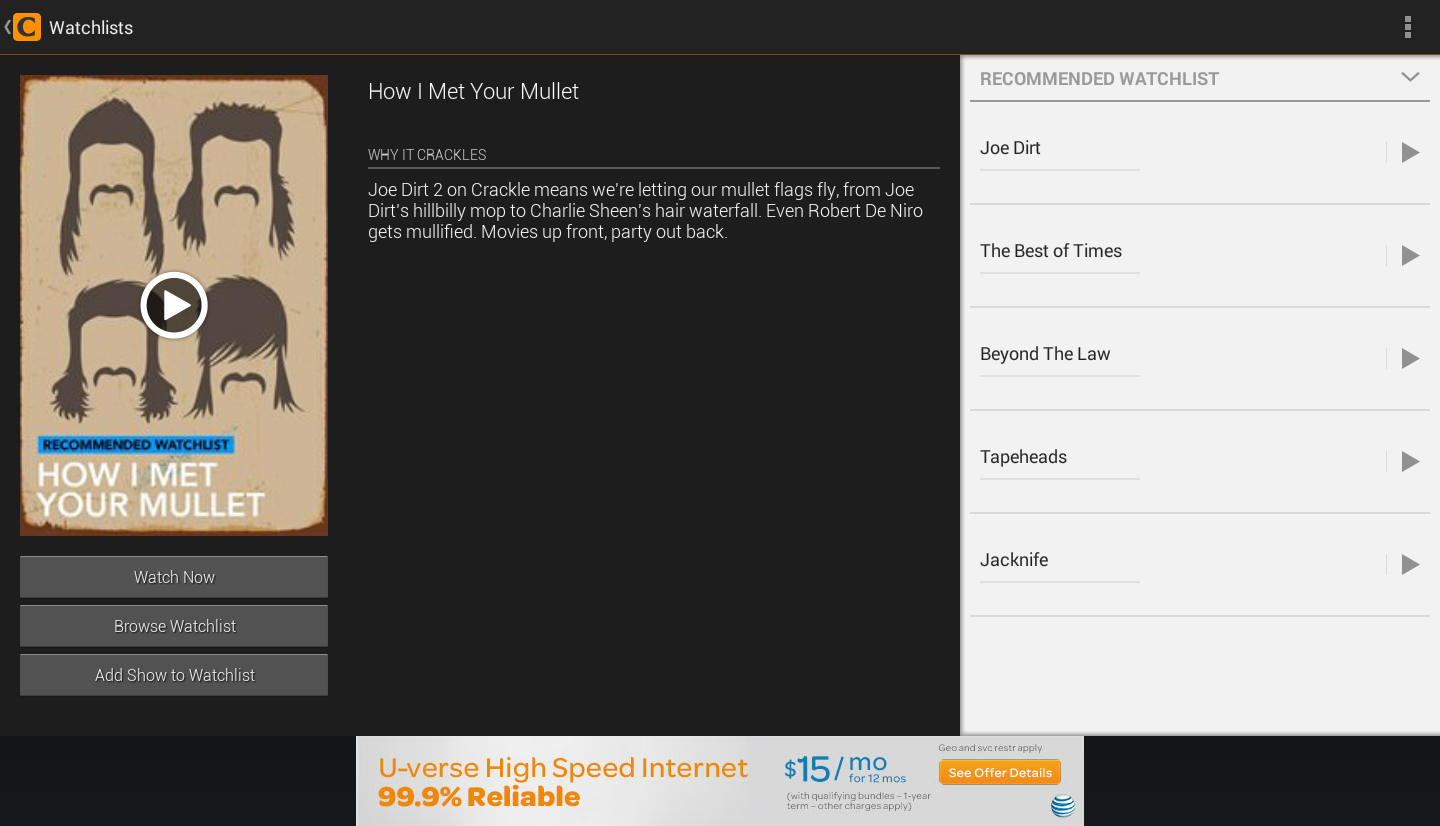 C Watchlists
RECOMMENDED WATCHLIST
HOW I MET
YOUR MULLET
Watch Now
Browse Watchlist
Add Show to Watchlist
How I Met Your Mullet
WHY IT CRACKLES
Joe Dirt 2 on Crackle means we're letting our mullet flags fly, from Joe
Dirt's hillbilly mop to Charlie Sheen's hair waterfall. Even Robert De Niro
gets mullified. Movies up front, party out back.
RECOMMENDED WATCHLIST
Joe Dirt
The Best of Times
Beyond The Law
Tapeheads
Jacknife
U-verse High Speed Internet
99.9% Reliable
$15/mo
for 12 mos
(with qualifying bundles – 1-year
term – other charges apply)
Geo and svc restr apply
See Offer Details